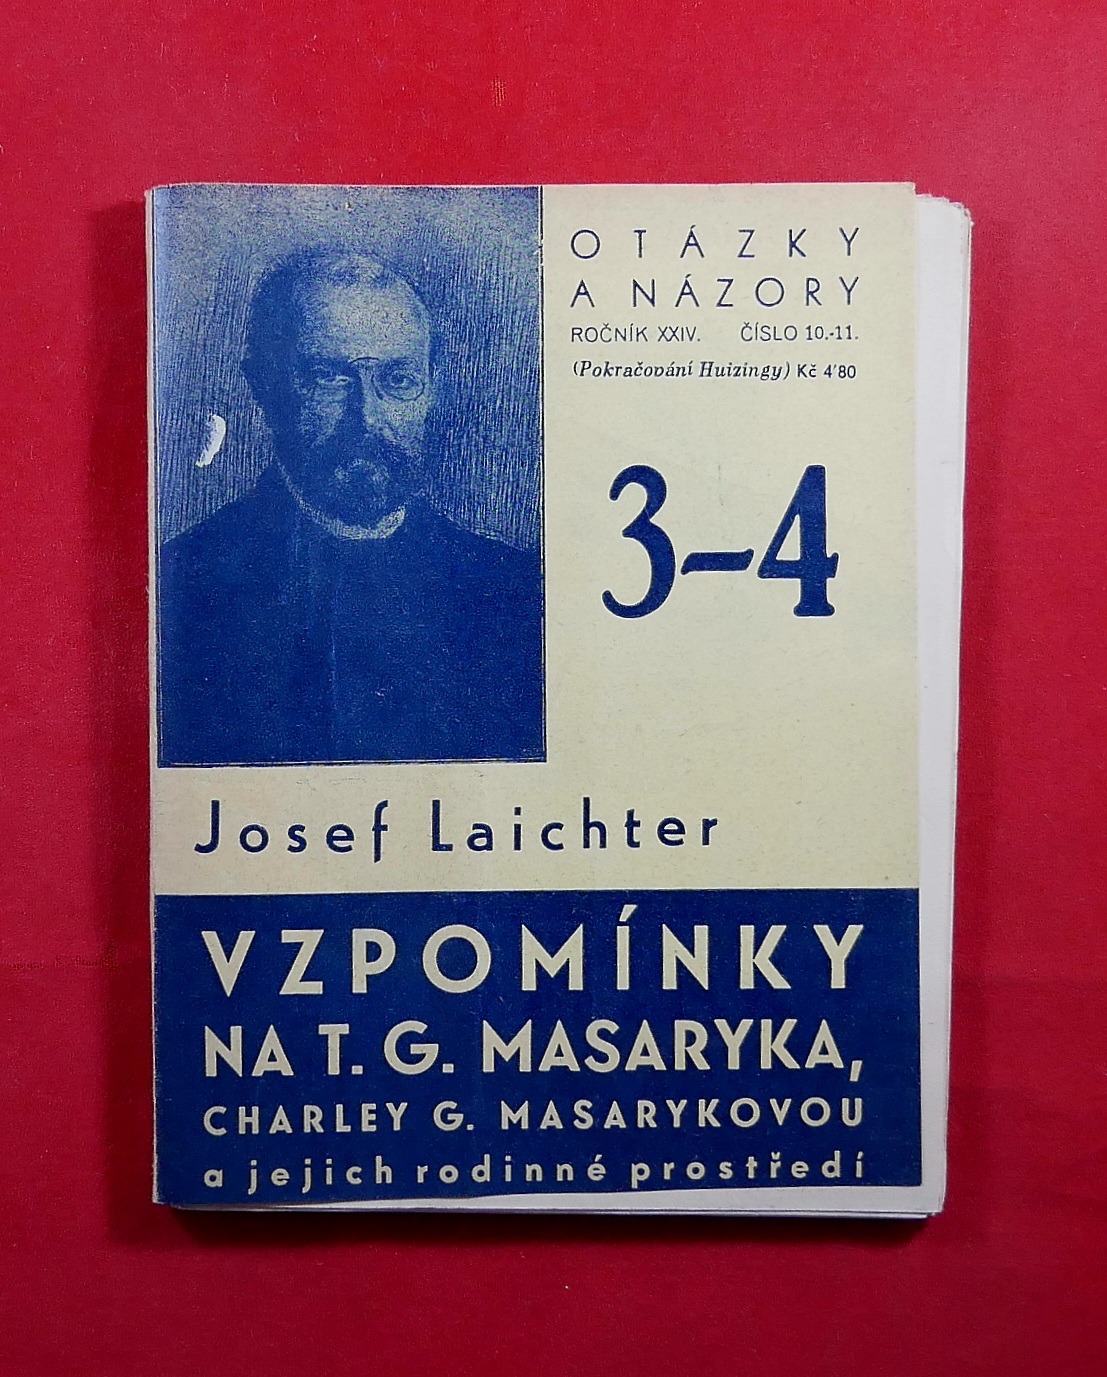 OTÁZKY
A NÁZORY
ROČNÍK XXIV. ČÍSLO 10.-11.
(Pokračování Huizingy) Kč 4'80
3-4
Josef Laichter
VZPOMÍNKY
NA T. G. MASARYKA,
CHARLEY G. MASARYKOVOU
a jejich rodinné prostředí